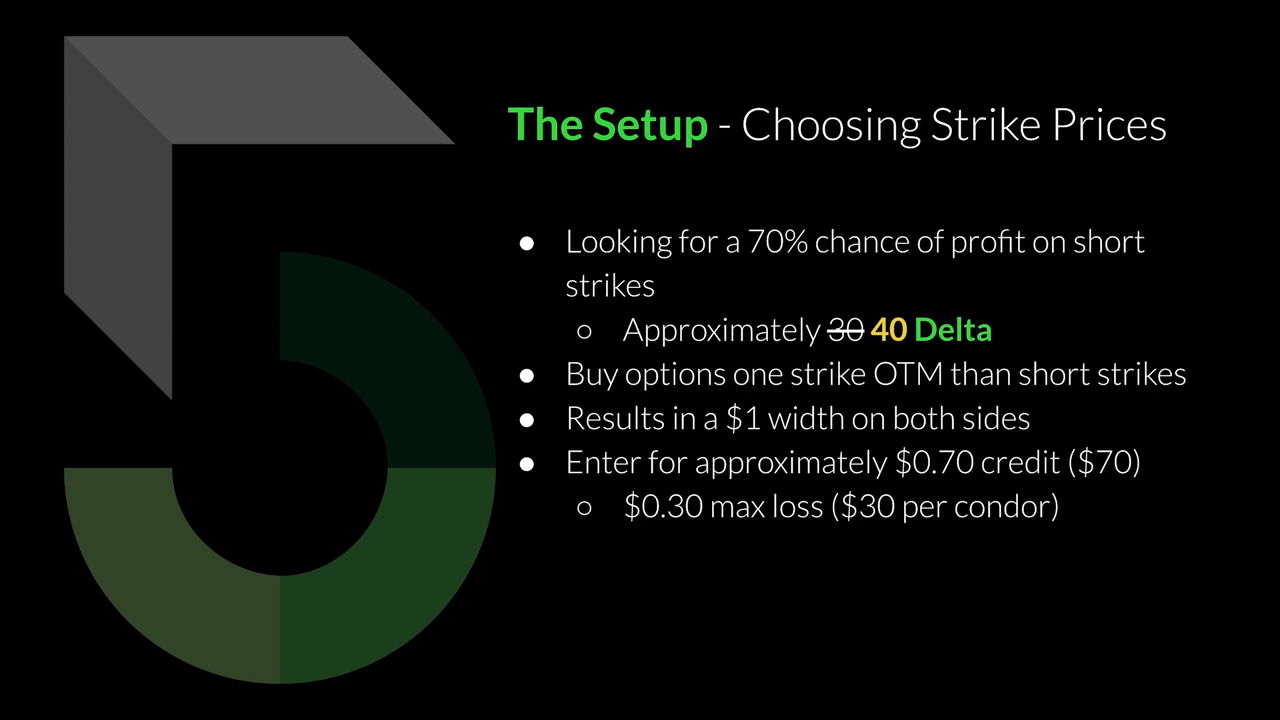 The Setup - Choosing Strike Prices
● Looking for a 70% chance of profit on short
strikes
○ Approximately 30 40 Delta
● Buy options one strike OTM than short strikes
● Results in a $1 width on both sides
● Enter for approximately $0.70 credit ($70)
○ $0.30 max loss ($30 per condor)